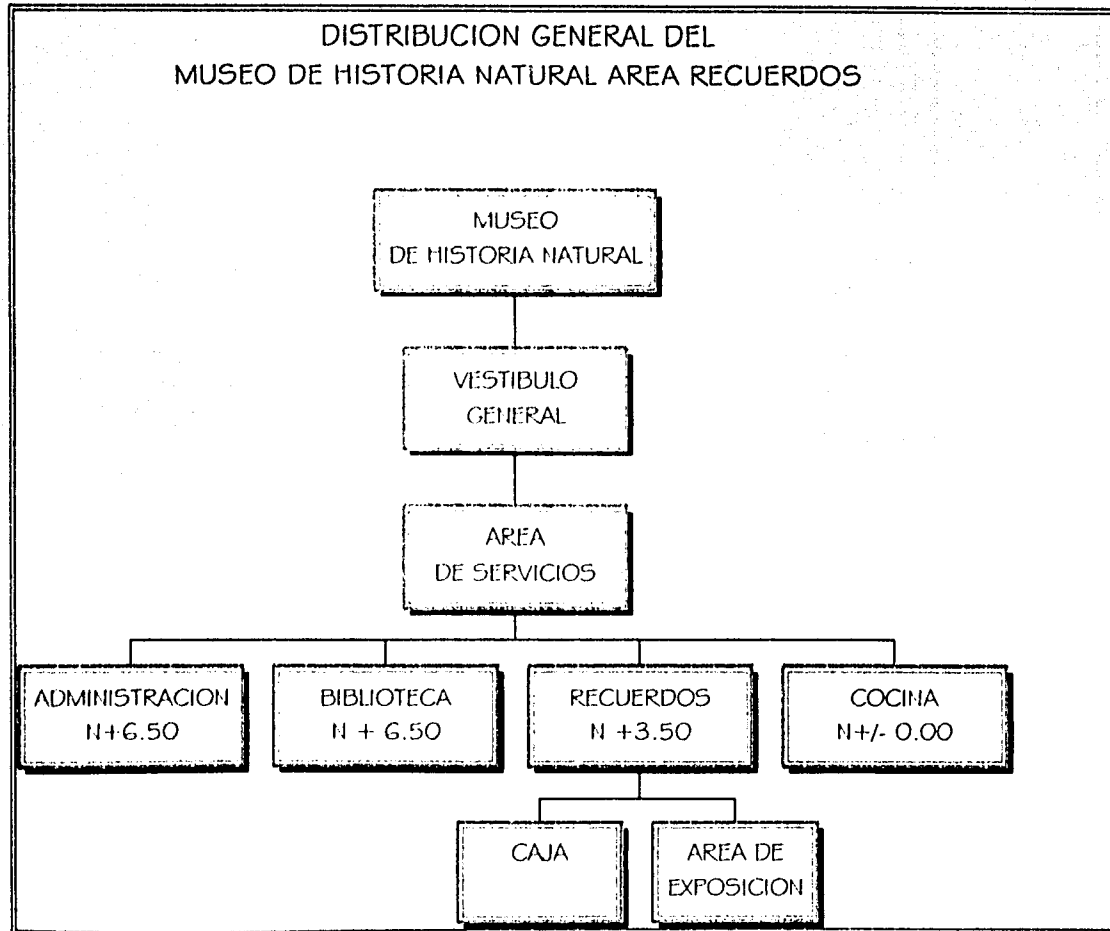 DISTRIBUCION GENERAL DEL
MUSEO DE HISTORIA NATURAL AREA RECUERDOS
MUSEO
DE HISTORIA NATURAL
VESTIBULO
GENERAL
AREA
DE SERVICIOS
ADMINISTRACION
N+6.50
BIBLIOTECA
N + 6.50
RECUERDOS
N +3.50
COCINA
N+/- 0.00
CAJA
AREA DE
EXPOSICION